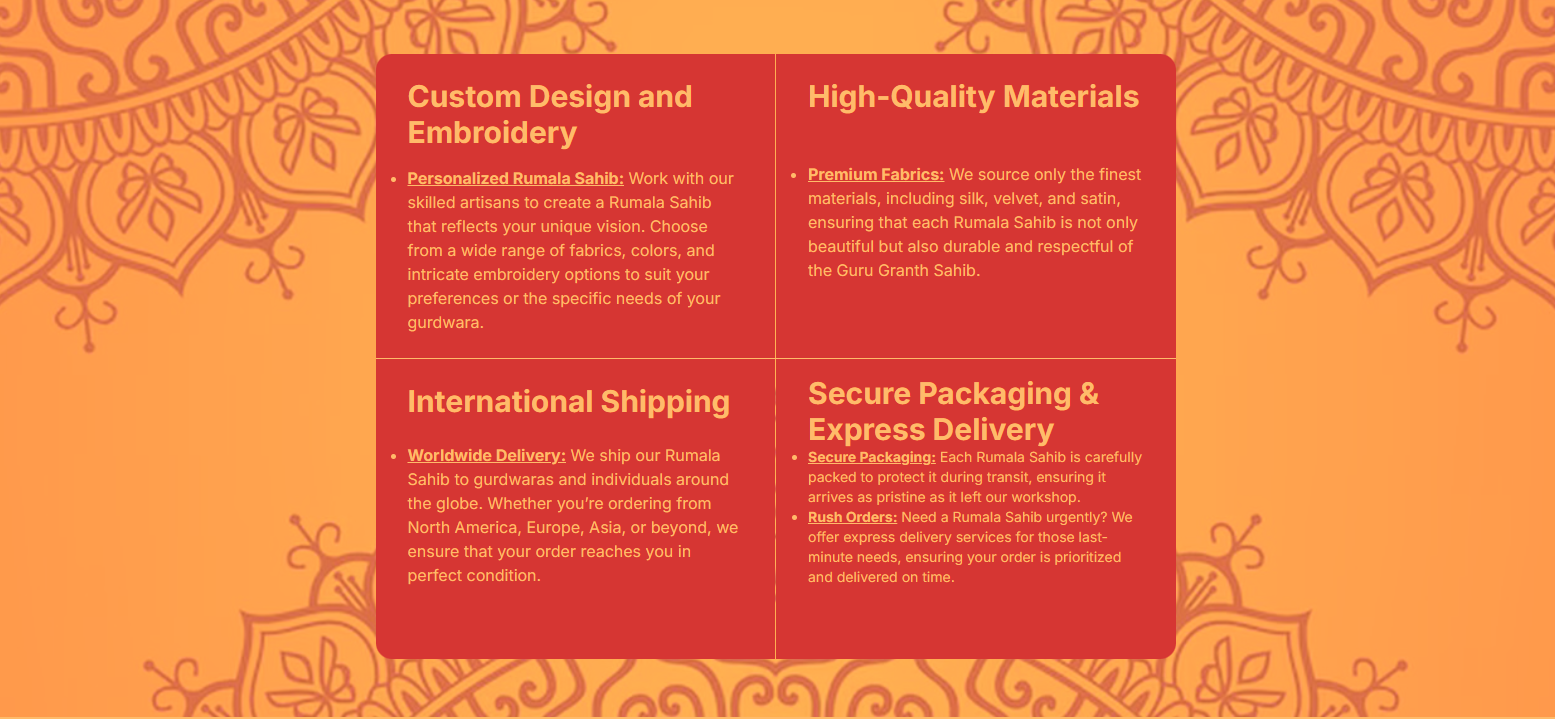 Custom Design and
Embroidery
• Personalized Rumala Sahib: Work with our
skilled artisans to create a Rumala Sahib
that reflects your unique vision. Choose
from a wide range of fabrics, colors, and
intricate embroidery options to suit your
preferences or the specific needs of your
gurdwara.
High-Quality Materials
• Premium Fabrics: We source only the finest
materials, including silk, velvet, and satin,
ensuring that each Rumala Sahib is not only
beautiful but also durable and respectful of
the Guru Granth Sahib.
International Shipping
• Worldwide Delivery: We ship our Rumala
Sahib to gurdwaras and individuals around
the globe. Whether you’re ordering from
North America, Europe, Asia, or beyond, we
ensure that your order reaches you in
perfect condition.
Secure Packaging &
Express Delivery
• Secure Packaging: Each Rumala Sahib is carefully
packed to protect it during transit, ensuring it
arrives as pristine as it left our workshop.
• Rush Orders: Need a Rumala Sahib urgently? We
offer express delivery services for those last-
minute needs, ensuring your order is prioritized
and delivered on time.